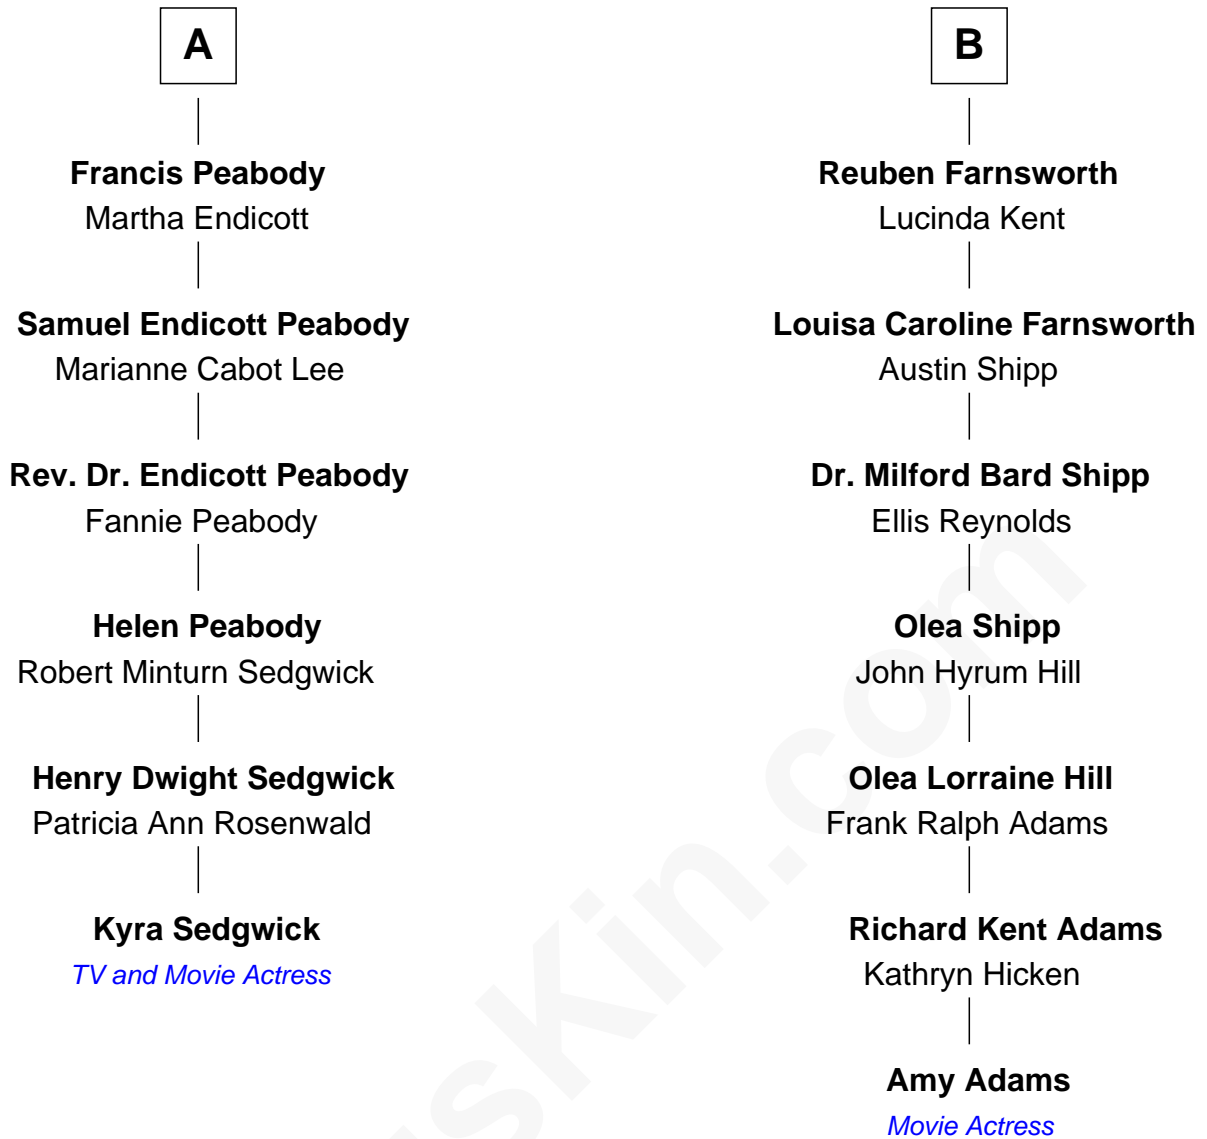 A
Francis Peabody
Martha Endicott
Samuel Endicott Peabody
Marianne Cabot Lee
Rev. Dr. Endicott Peabody
Fannie Peabody
Helen Peabody
Robert Minturn Sedgwick
Henry Dwight Sedgwick
Patricia Ann Rosenwald
Kyra Sedgwick
TV and Movie Actress
B
Reuben Farnsworth
Lucinda Kent
Louisa Caroline Farnsworth
Austin Shipp
Dr. Milford Bard Shipp
Ellis Reynolds
Olea Shipp
John Hyrum Hill
Olea Lorraine Hill
Frank Ralph Adams
Richard Kent Adams
Kathryn Hicken
Amy Adams
Movie Actress
sKin.com